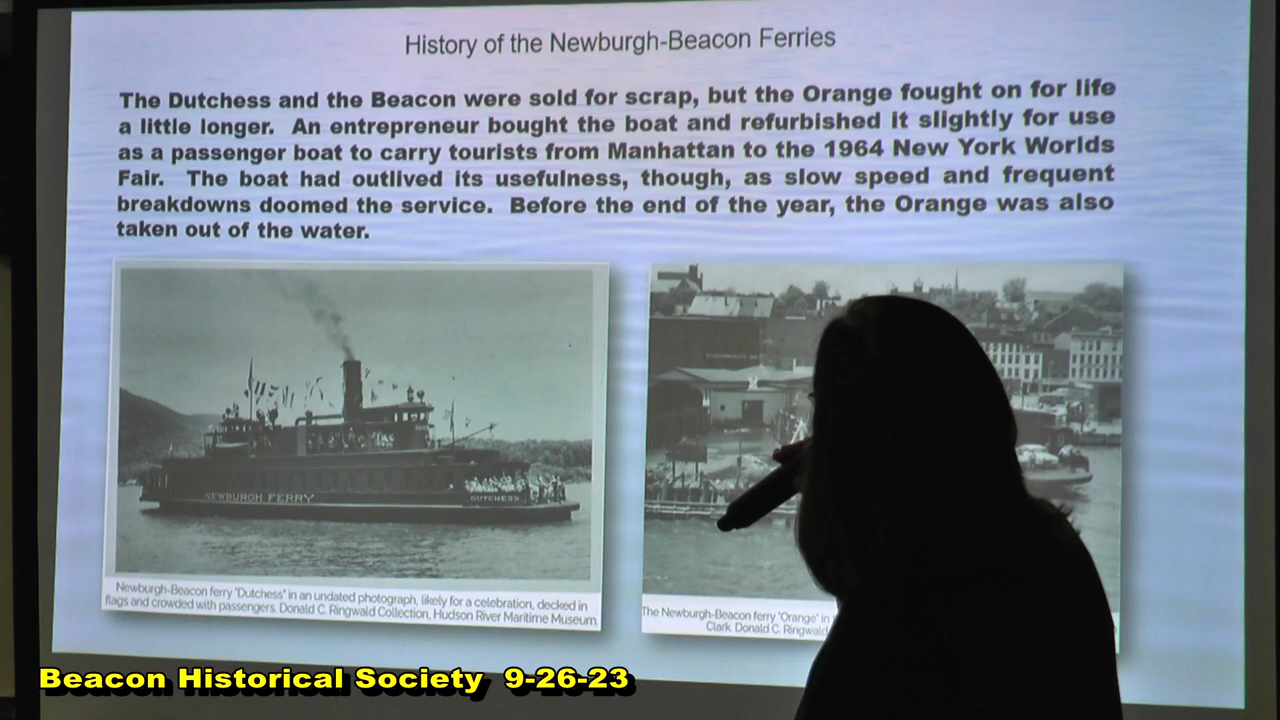 History of the Newburgh-Beacon Ferries
The Dutchess and the Beacon were sold for scrap, but the Orange fought on for life
a little longer. An entrepreneur bought the boat and refurbished it slightly for use
as a passenger boat to carry tourists from Manhattan to the 1964 New York Worlds
Fair. The boat had outlived its usefulness, though, as slow speed and frequent
breakdowns doomed the service. Before the end of the year, the Orange was also
taken out of the water.
NEWBURGH FERRY
DUTCHESS
Newburgh-Beacon ferry "Dutchess" in an undated photograph, likely for a celebration, decked in
flags and crowded with passengers. Donald C. Ringwald Collection, Hudson River Maritime Museum.
The Newburgh-Beacon ferry "Orange" in
Clark, Donald C. Ringwald
Beacon Historical Society 9-26-23